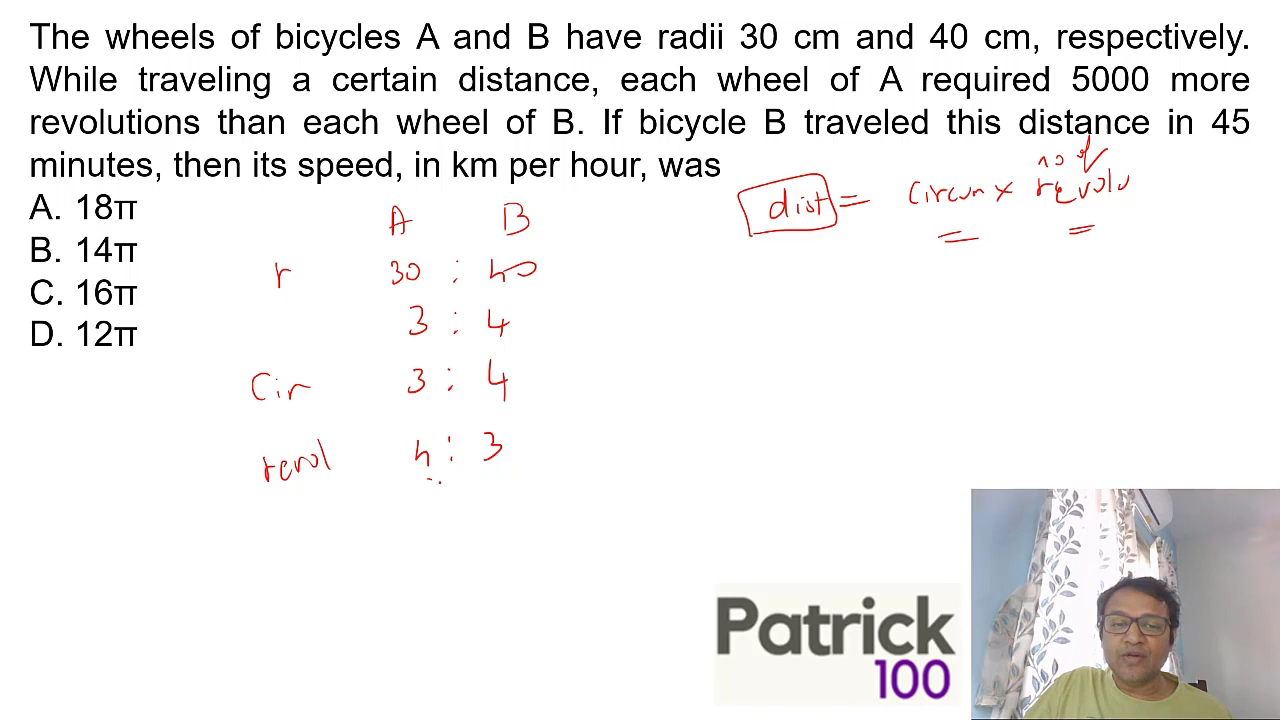 The wheels of bicycles A and B have radii 30 cm and 40 cm, respectively.
While traveling a certain distance, each wheel of A required 5000 more
revolutions than each wheel of B. If bicycle B traveled this distance in 45
minutes, then its speed, in km per hour, was
no of
dist = circum × revolu
A. 18π
B. 14π
C. 16π
D. 12π
A B
r 30 : 40
3 : 4
Cir 3 : 4
revol 4 : 3
Patrick
100